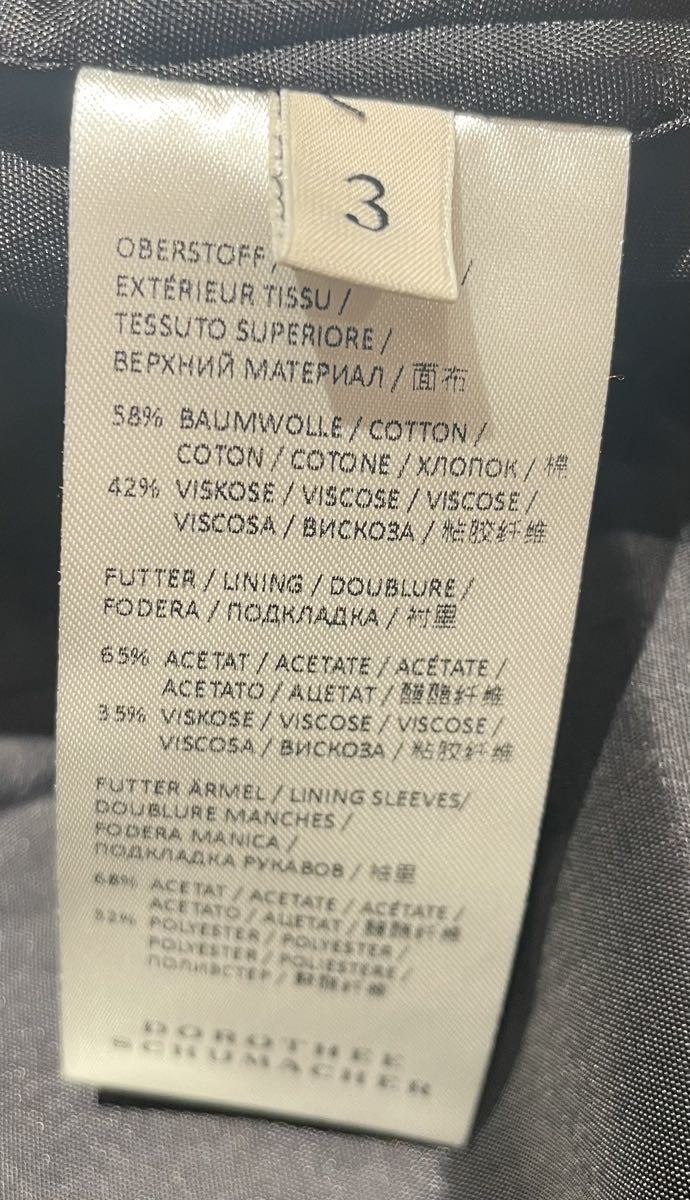 3
OBERSTOFF/ /
EXTÉRIEUR TISSU /
TESSUTO SUPERIORE /
ВЕРХНИЙ МАТЕРИАЛ / 面布
58% BAUMWOLLE / COTTON /
COTON / COTONE / ХЛОПОК / 棉
42% VISKOSE / VISCOSE / VISCOSE /
VISCOSA / ВИСКОЗА / 粘胶纤维
FUTTER / LINING / DOUBLURE /
FODERA / ПОДКЛАДКА / 衬里
65% ACETAT / ACETATE / ACÉTATE /
ACETATO / АЦЕТАТ / 醋酯纤维
35% VISKOSE / VISCOSE / VISCOSE /
VISCOSA / ВИСКОЗА / 粘胶纤维
FUTTER ÄRMEL / LINING SLEEVES/
DOUBLURE MANCHES /
FODERA MANICA /
ПОДКЛАДКА РУКАВОВ / 袖里
68% ACETAT / ACETATE / ACÉTATE /
ACETATO / АЦЕТАТ / 醋酯纤维
32% POLYESTER / POLYESTER /
POLYESTER / POLIESTERE /
ПОЛИЭСТЕР /
DOROTHEE
SCHUMACHER